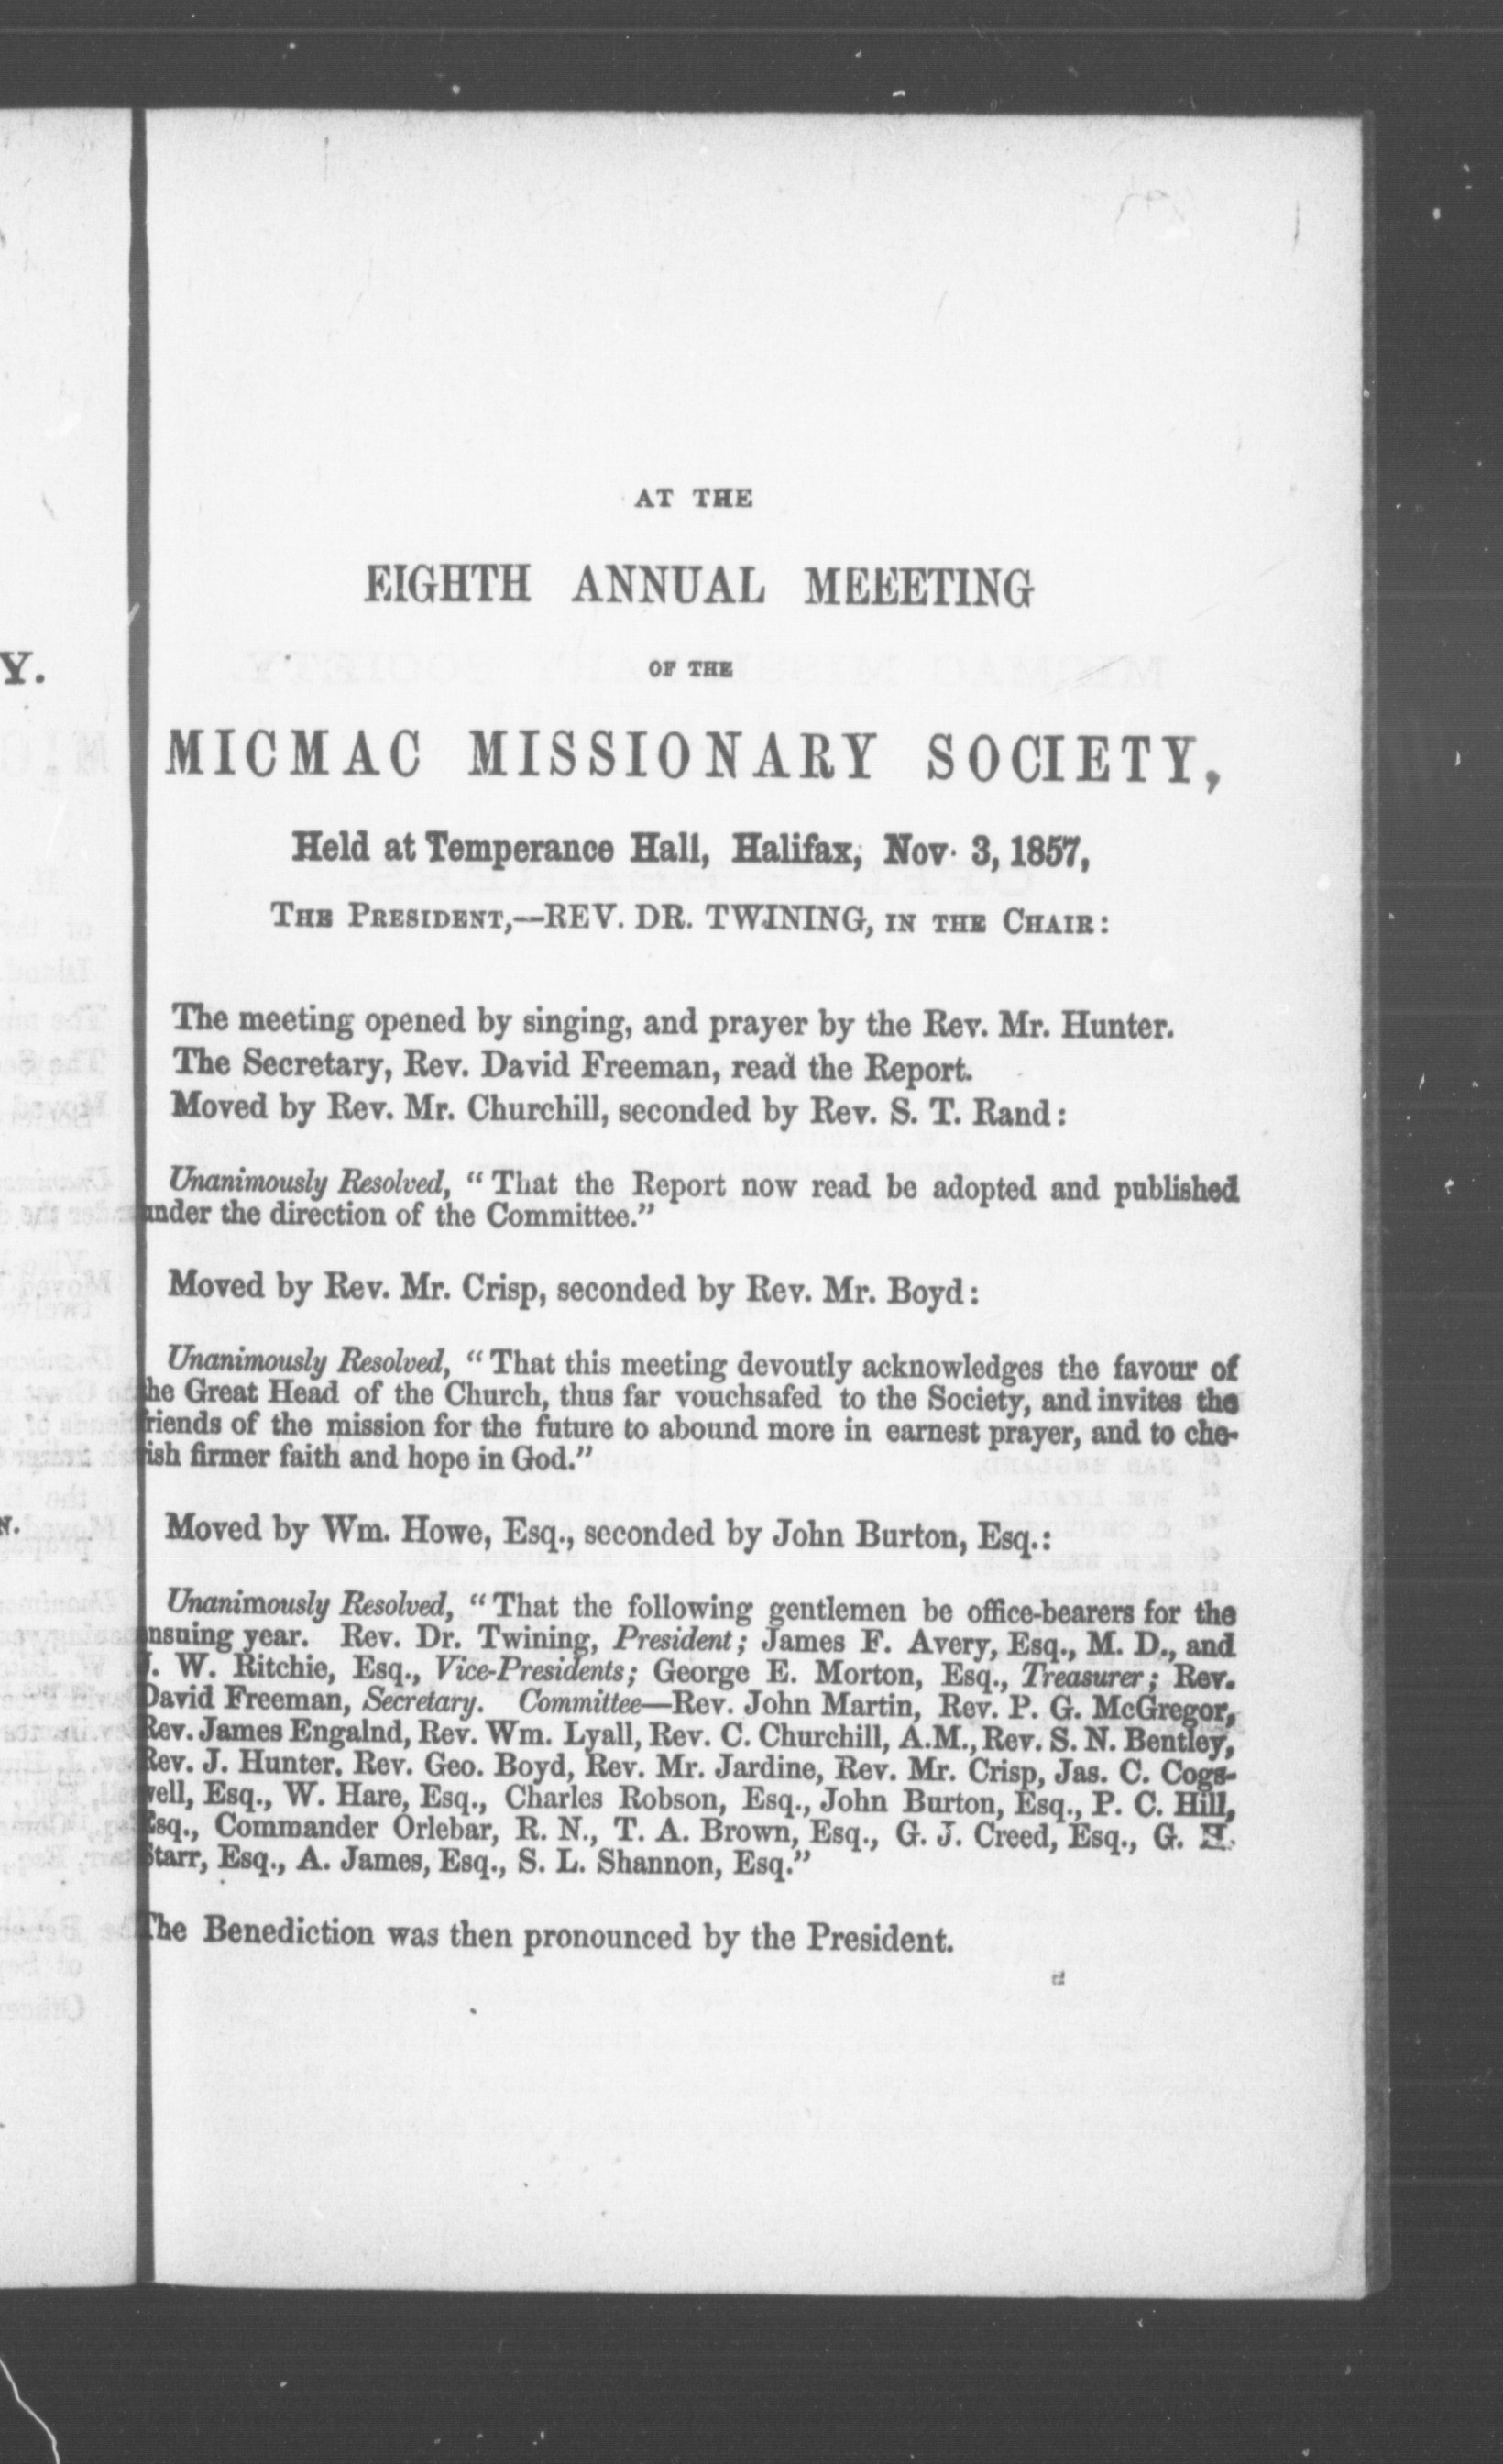 AT THE
EIGHTH ANNUAL MEEETING
OF THE
MICMAC MISSIONARY SOCIETY,
Held at Temperance Hall, Halifax, Nov. 3, 1857,
THE PRESIDENT,—REV. DR. TWINING, IN THE CHAIR:
The meeting opened by singing, and prayer by the Rev. Mr. Hunter.
The Secretary, Rev. David Freeman, read the Report.
Moved by Rev. Mr. Churchill, seconded by Rev. S. T. Rand:
Unanimously Resolved, “That the Report now read be adopted and published
under the direction of the Committee.”
Moved by Rev. Mr. Crisp, seconded by Rev. Mr. Boyd:
Unanimously Resolved, “That this meeting devoutly acknowledges the favour of
the Great Head of the Church, thus far vouchsafed to the Society, and invites the
friends of the mission for the future to abound more in earnest prayer, and to che-
rish firmer faith and hope in God.”
Moved by Wm. Howe, Esq., seconded by John Burton, Esq.:
Unanimously Resolved, “That the following gentlemen be office-bearers for the
ensuing year. Rev. Dr. Twining, President; James F. Avery, Esq., M. D., and
J. W. Ritchie, Esq., Vice-Presidents; George E. Morton, Esq., Treasurer; Rev.
David Freeman, Secretary. Committee—Rev. John Martin, Rev. P. G. McGregor,
Rev. James Engalnd, Rev. Wm. Lyall, Rev. C. Churchill, A.M., Rev. S. N. Bentley,
Rev. J. Hunter, Rev. Geo. Boyd, Rev. Mr. Jardine, Rev. Mr. Crisp, Jas. C. Cogs-
well, Esq., W. Hare, Esq., Charles Robson, Esq., John Burton, Esq., P. C. Hill,
Esq., Commander Orlebar, R. N., T. A. Brown, Esq., G. J. Creed, Esq., G. H.
Starr, Esq., A. James, Esq., S. L. Shannon, Esq.”
The Benediction was then pronounced by the President.